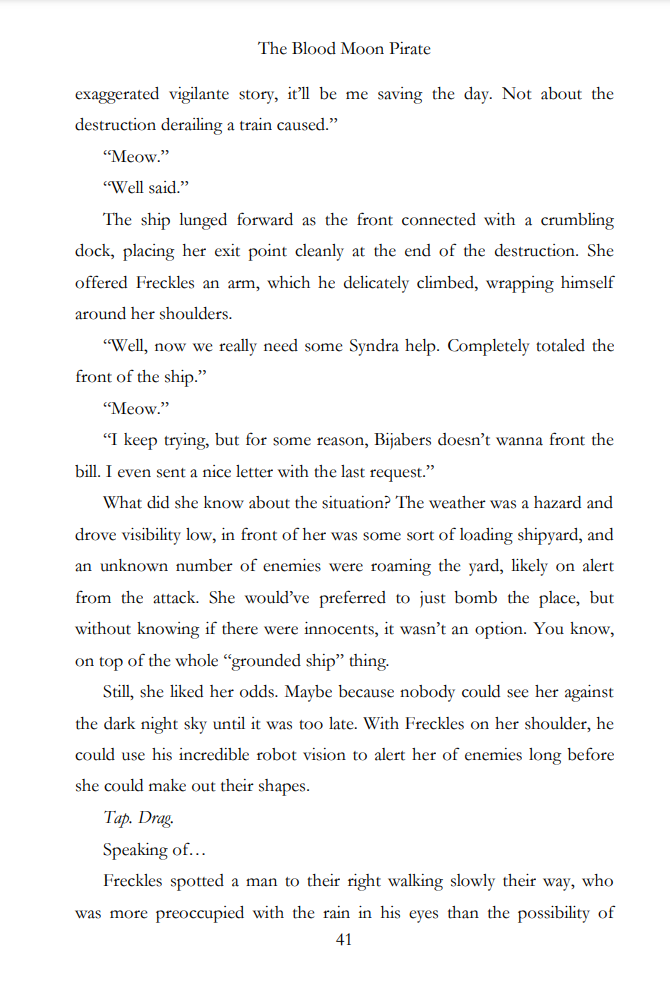 The Blood Moon Pirate
exaggerated vigilante story, it’ll be me saving the day. Not about the
destruction derailing a train caused.”
“Meow.”
“Well said.”
The ship lunged forward as the front connected with a crumbling
dock, placing her exit point cleanly at the end of the destruction. She
offered Freckles an arm, which he delicately climbed, wrapping himself
around her shoulders.
“Well, now we really need some Syndra help. Completely totaled the
front of the ship.”
“Meow.”
“I keep trying, but for some reason, Bijabers doesn’t wanna front the
bill. I even sent a nice letter with the last request.”
What did she know about the situation? The weather was a hazard and
drove visibility low, in front of her was some sort of loading shipyard, and
an unknown number of enemies were roaming the yard, likely on alert
from the attack. She would’ve preferred to just bomb the place, but
without knowing if there were innocents, it wasn’t an option. You know,
on top of the whole “grounded ship” thing.
Still, she liked her odds. Maybe because nobody could see her against
the dark night sky until it was too late. With Freckles on her shoulder, he
could use his incredible robot vision to alert her of enemies long before
she could make out their shapes.
Tap. Drag.
Speaking of…
Freckles spotted a man to their right walking slowly their way, who
was more preoccupied with the rain in his eyes than the possibility of
41